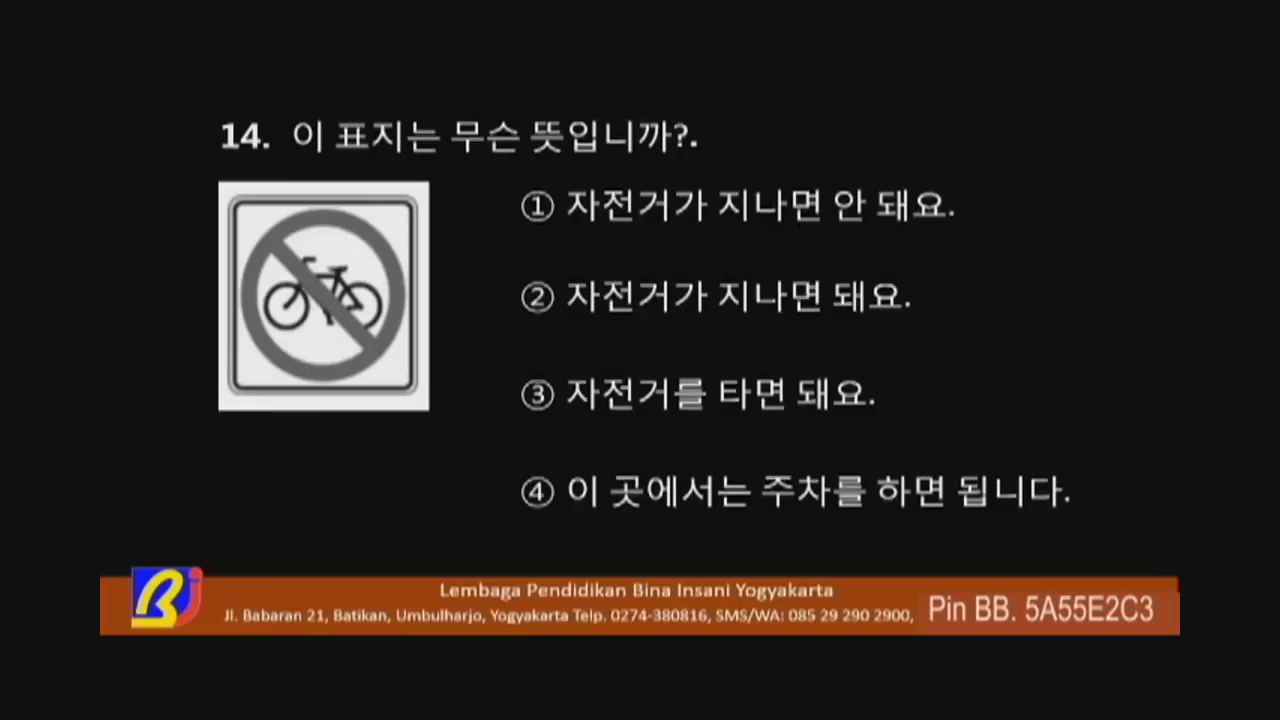 14. 이 표지는 무슨 뜻입니까?.
① 자전거가 지나면 안 돼요.
② 자전거가 지나면 돼요.
③ 자전거를 타면 돼요.
④ 이 곳에서는 주차를 하면 됩니다.
Lembaga Pendidikan Bina Insani Yogyakarta
Jl. Babaran 21, Batikan, Umbulharjo, Yogyakarta Telp. 0274-380816, SMS/WA: 085 29 290 2900, Pin BB. 5A55E2C3